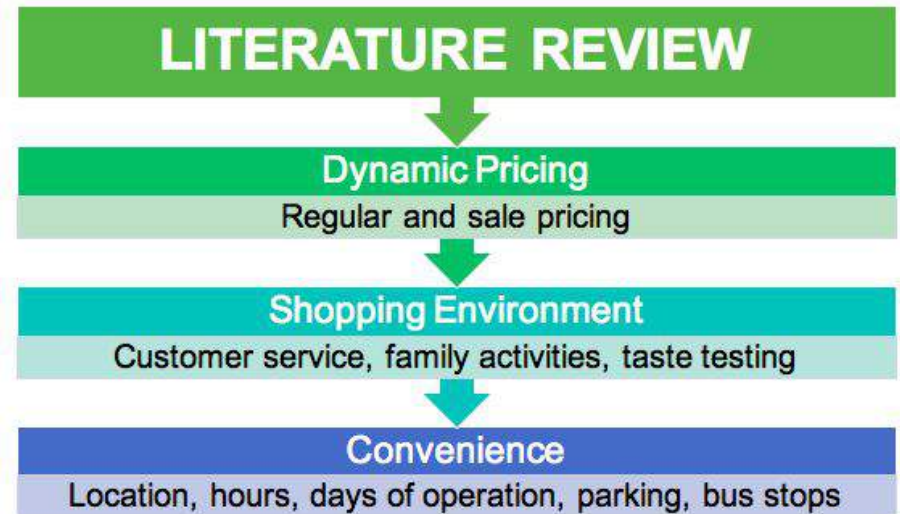 LITERATURE REVIEW
Dynamic Pricing
Regular and sale pricing
Shopping Environment
Customer service, family activities, taste testing
Convenience
Location, hours, days of operation, parking, bus stops